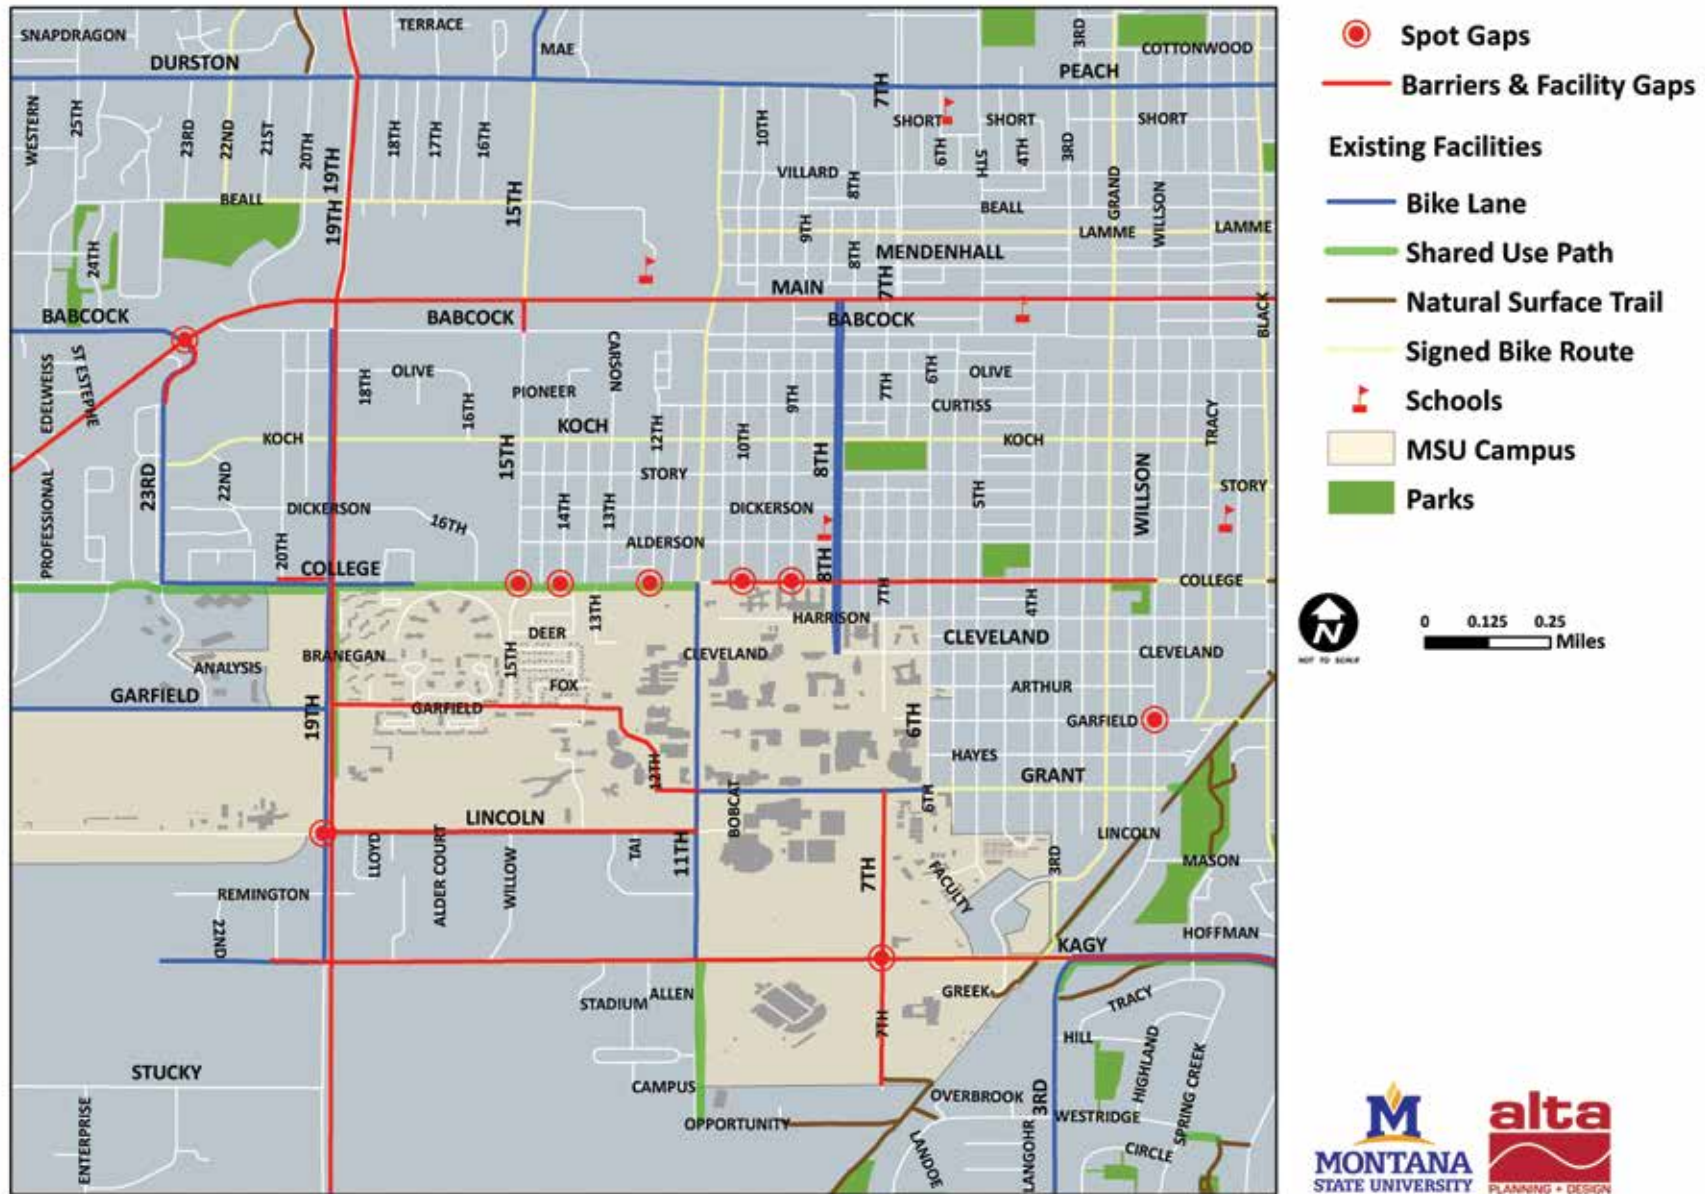 SNAPDRAGON
TERRACE
MAE
3RD
COTTONWOOD
DURSTON
PEACH
7TH
WESTERN
25TH
23RD
22ND
21ST
20TH
19TH
18TH
17TH
16TH
10TH
SHORT
SHORT
SHORT
6TH
5TH
4TH
3RD
VILLARD
8TH
BEALL
19TH
15TH
BEALL
GRAND
WILLSON
24TH
9TH
8TH
LAMME
LAMME
MENDENHALL
7TH
MAIN
BABCOCK
BABCOCK
BABCOCK
BLACK
EDELWEISS
ST ESTEPHE
18TH
OLIVE
16TH
PIONEER
CARSON
9TH
7TH
6TH
OLIVE
CURTISS
TRACY
KOCH
KOCH
12TH
10TH
KOCH
15TH
8TH
PROFESSIONAL
23RD
22ND
STORY
5TH
WILLSON
STORY
DICKERSON
16TH
14TH
13TH
DICKERSON
ALDERSON
20TH
COLLEGE
8TH
7TH
COLLEGE
4TH
13TH
HARRISON
DEER
CLEVELAND
BRANEGAN
15TH
CLEVELAND
CLEVELAND
ANALYSIS
FOX
ARTHUR
GARFIELD
GARFIELD
19TH
6TH
GARFIELD
HAYES
12TH
GRANT
BOBCAT
6TH
LINCOLN
LINCOLN
LLOYD
ALDER COURT
WILLOW
TAI
11TH
7TH
FACULTY
3RD
MASON
REMINGTON
22ND
HOFFMAN
KAGY
STADIUM
ALLEN
GREEK
TRACY
7TH
HILL
HIGHLAND
SPRING CREEK
STUCKY
CAMPUS
OVERBROOK
3RD
WESTRIDGE
ENTERPRISE
OPPORTUNITY
LANDOE
LANGOHR
CIRCLE
Spot Gaps
Barriers & Facility Gaps
Existing Facilities
Bike Lane
Shared Use Path
Natural Surface Trail
Signed Bike Route
Schools
MSU Campus
Parks
N
NOT TO SCALE
0 0.125 0.25
Miles
M
MONTANA
STATE UNIVERSITY
alta
PLANNING + DESIGN